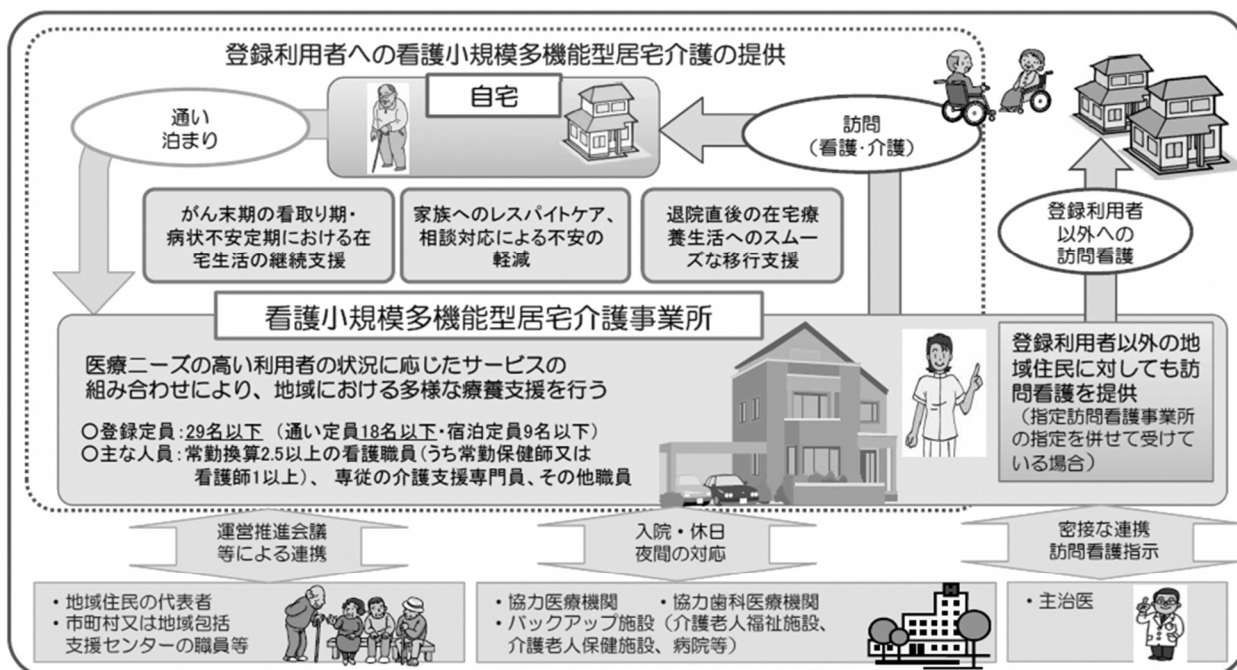 登録利用者への看護小規模多機能型居宅介護の提供
自宅
通い
泊まり
訪問
(看護・介護)
がん末期の看取り期・
病状不安定期における在
宅生活の継続支援
家族へのレスパイトケア、
相談対応による不安の
軽減
退院直後の在宅療
養生活へのスムー
ズな移行支援
登録利用者
以外への
訪問看護
看護小規模多機能型居宅介護事業所
医療ニーズの高い利用者の状況に応じたサービスの
組み合わせにより、地域における多様な療養支援を行う
○登録定員:29名以下 (通い定員18名以下・宿泊定員9名以下)
○主な人員:常勤換算2.5以上の看護職員(うち常勤保健師又は
看護師1以上)、 専従の介護支援専門員、その他職員
登録利用者以外の地
域住民に対しても訪
問看護を提供
(指定訪問看護事業所
の指定を併せて受けて
いる場合)
運営推進会議
等による連携
入院・休日
夜間の対応
密接な連携
訪問看護指示
・地域住民の代表者
・市町村又は地域包括
支援センターの職員等
・協力医療機関 ・協力歯科医療機関
・バックアップ施設(介護老人福祉施設、
介護老人保健施設、病院等)
・主治医